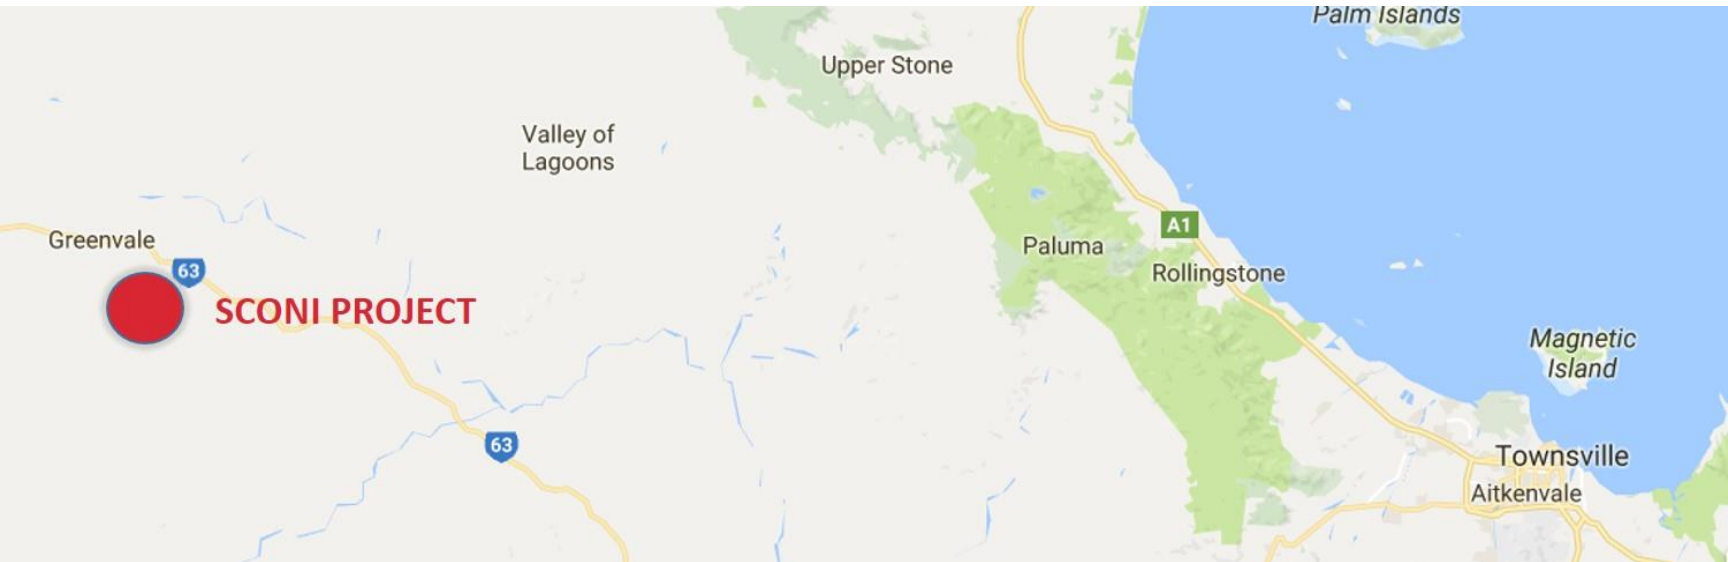 Palm Islands
Upper Stone
Valley of
Lagoons
A1
Greenvale
Paluma
63
Rollingstone
SCONI PROJECT
Magnetic
Island
63
Townsville
Aitkenvale